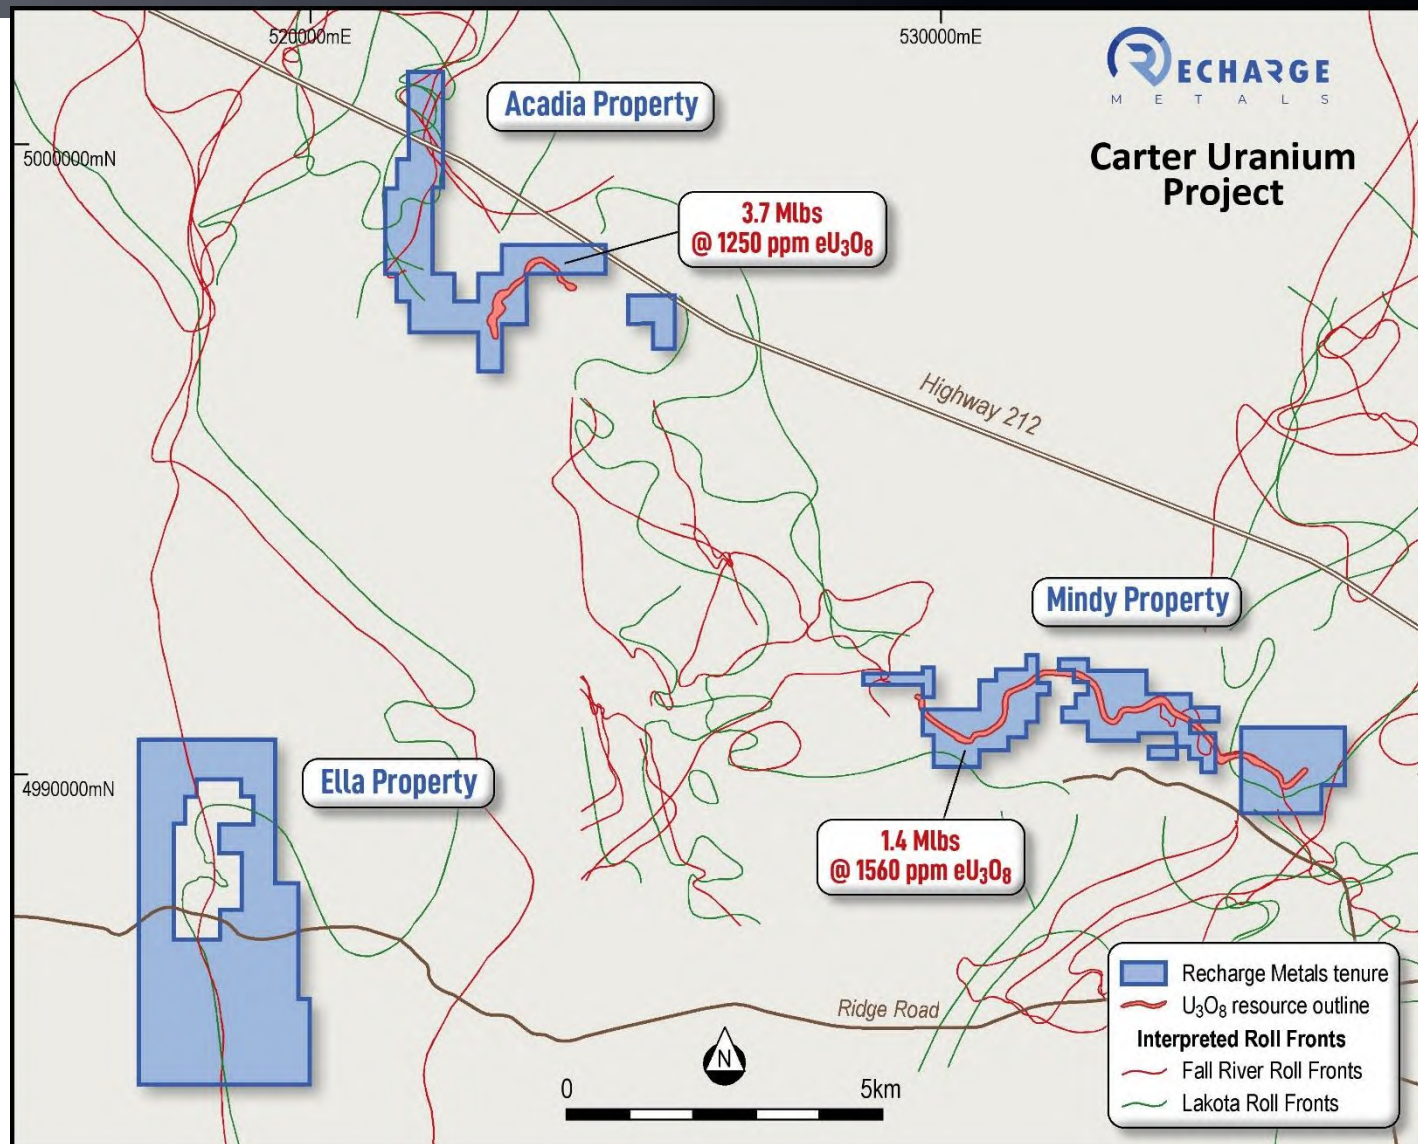 520000mE
530000mE
RECHARGE
METALS
Carter Uranium
Project
Acadia Property
5000000mN
3.7 Mlbs
@ 1250 ppm eU₃O₈
Highway 212
Mindy Property
Ella Property
4990000mN
1.4 Mlbs
@ 1560 ppm eU₃O₈
Ridge Road
N
0 5km
Recharge Metals tenure
U₃O₈ resource outline
Interpreted Roll Fronts
Fall River Roll Fronts
Lakota Roll Fronts